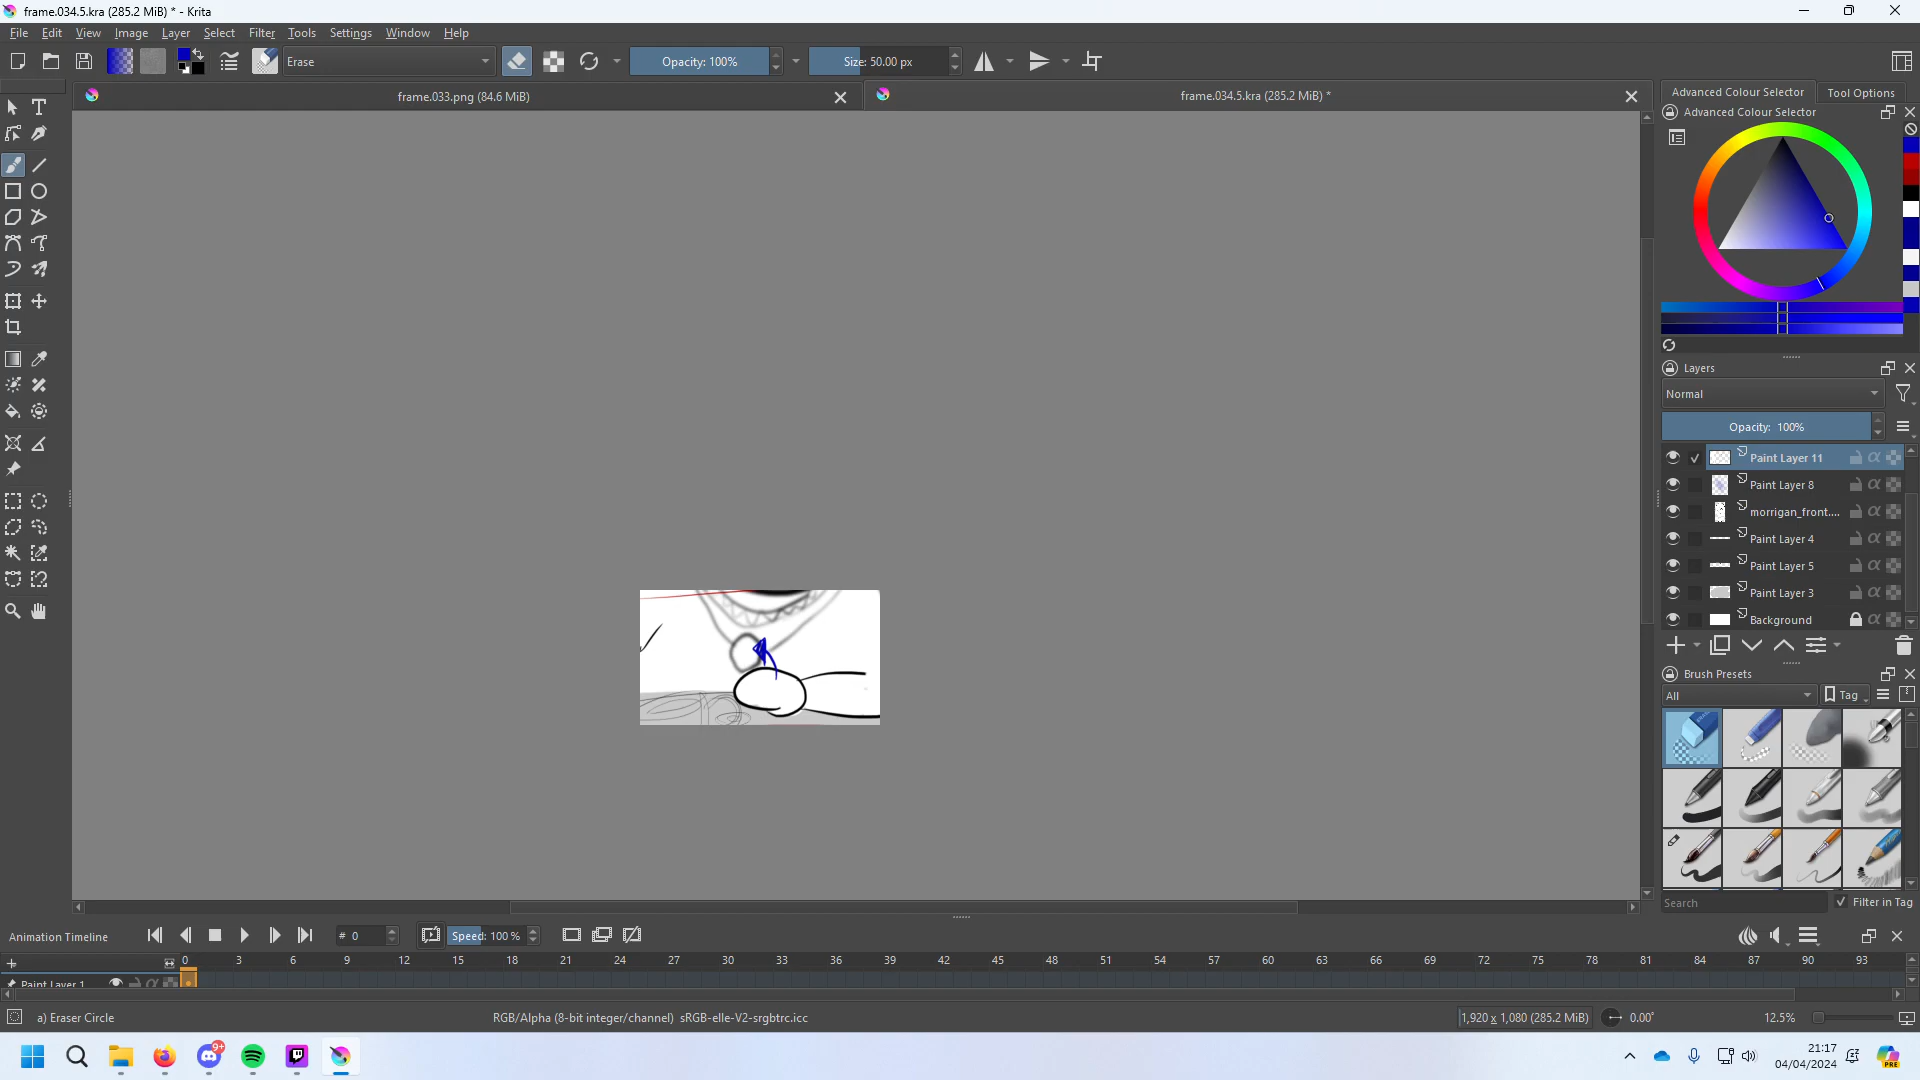 frame.034.5.kra (285.2 MiB) * - Krita
File Edit View Image Layer Select Filter Tools Settings Window Help
Erase Opacity: 100% Size: 50.00 px
frame.033.png (84.6 MiB) frame.034.5.kra (285.2 MiB) *
Advanced Colour Selector Tool Options
Advanced Colour Selector
Layers
Normal
Opacity: 100%
Paint Layer 11
Paint Layer 8
morrigan_front....
Paint Layer 4
Paint Layer 5
Paint Layer 3
Background
Brush Presets
All Tag
Search Filter in Tag
Animation Timeline # 0 Speed: 100 %
0 3 6 9 12 15 18 21 24 27 30 33 36 39 42 45 48 51 54 57 60 63 66 69 72 75 78 81 84 87 90 93
Paint Layer 1
a) Eraser Circle RGB/Alpha (8-bit integer/channel) sRGB-elle-V2-srgbtrc.icc 1,920 x 1,080 (285.2 MiB) 0.00° 12.5%
9+
21:17
04/04/2024
PRE